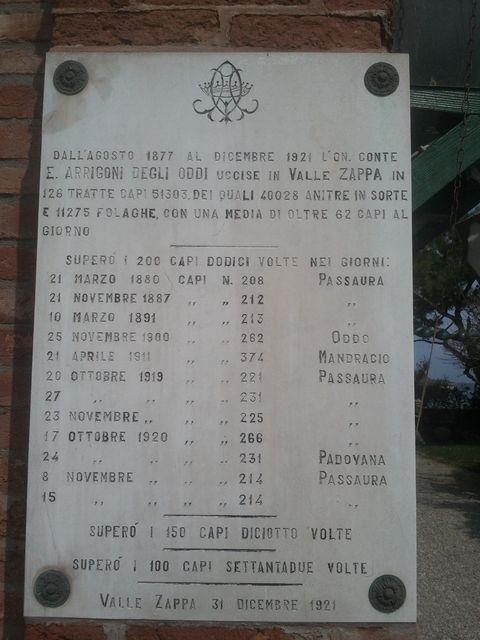 DALL'AGOSTO 1877 AL DICEMBRE 1921 L'ON. CONTE
E. ARRIGONI DEGLI ODDI UCCISE IN VALLE ZAPPA IN
126 TRATTE CAPI 51303, DEI QUALI 40028 ANITRE IN SORTE
E 11275 FOLAGHE, CON UNA MEDIA DI OLTRE 62 CAPI AL
GIORNO
SUPERÓ I 200 CAPI DODICI VOLTE NEI GIORNI:
21 MARZO 1880 CAPI N. 208 PASSAURA
21 NOVEMBRE 1887 ,, ,, 212 ,,
10 MARZO 1891 ,, ,, 213 ,,
25 NOVEMBRE 1900 ,, ,, 262 ODDO
21 APRILE 1911 ,, ,, 374 MANDRACIO
20 OTTOBRE 1919 ,, ,, 221 PASSAURA
27 ,, ,, ,, ,, 231 ,,
23 NOVEMBRE ,, ,, ,, 225 ,,
17 OTTOBRE 1920 ,, ,, 266 ,,
24 ,, ,, ,, ,, 231 PADOVANA
8 NOVEMBRE ,, ,, ,, 214 PASSAURA
15 ,, ,, ,, ,, 214 ,,
SUPERÓ I 150 CAPI DICIOTTO VOLTE
SUPERÓ I 100 CAPI SETTANTADUE VOLTE
VALLE ZAPPA 31 DICEMBRE 1921